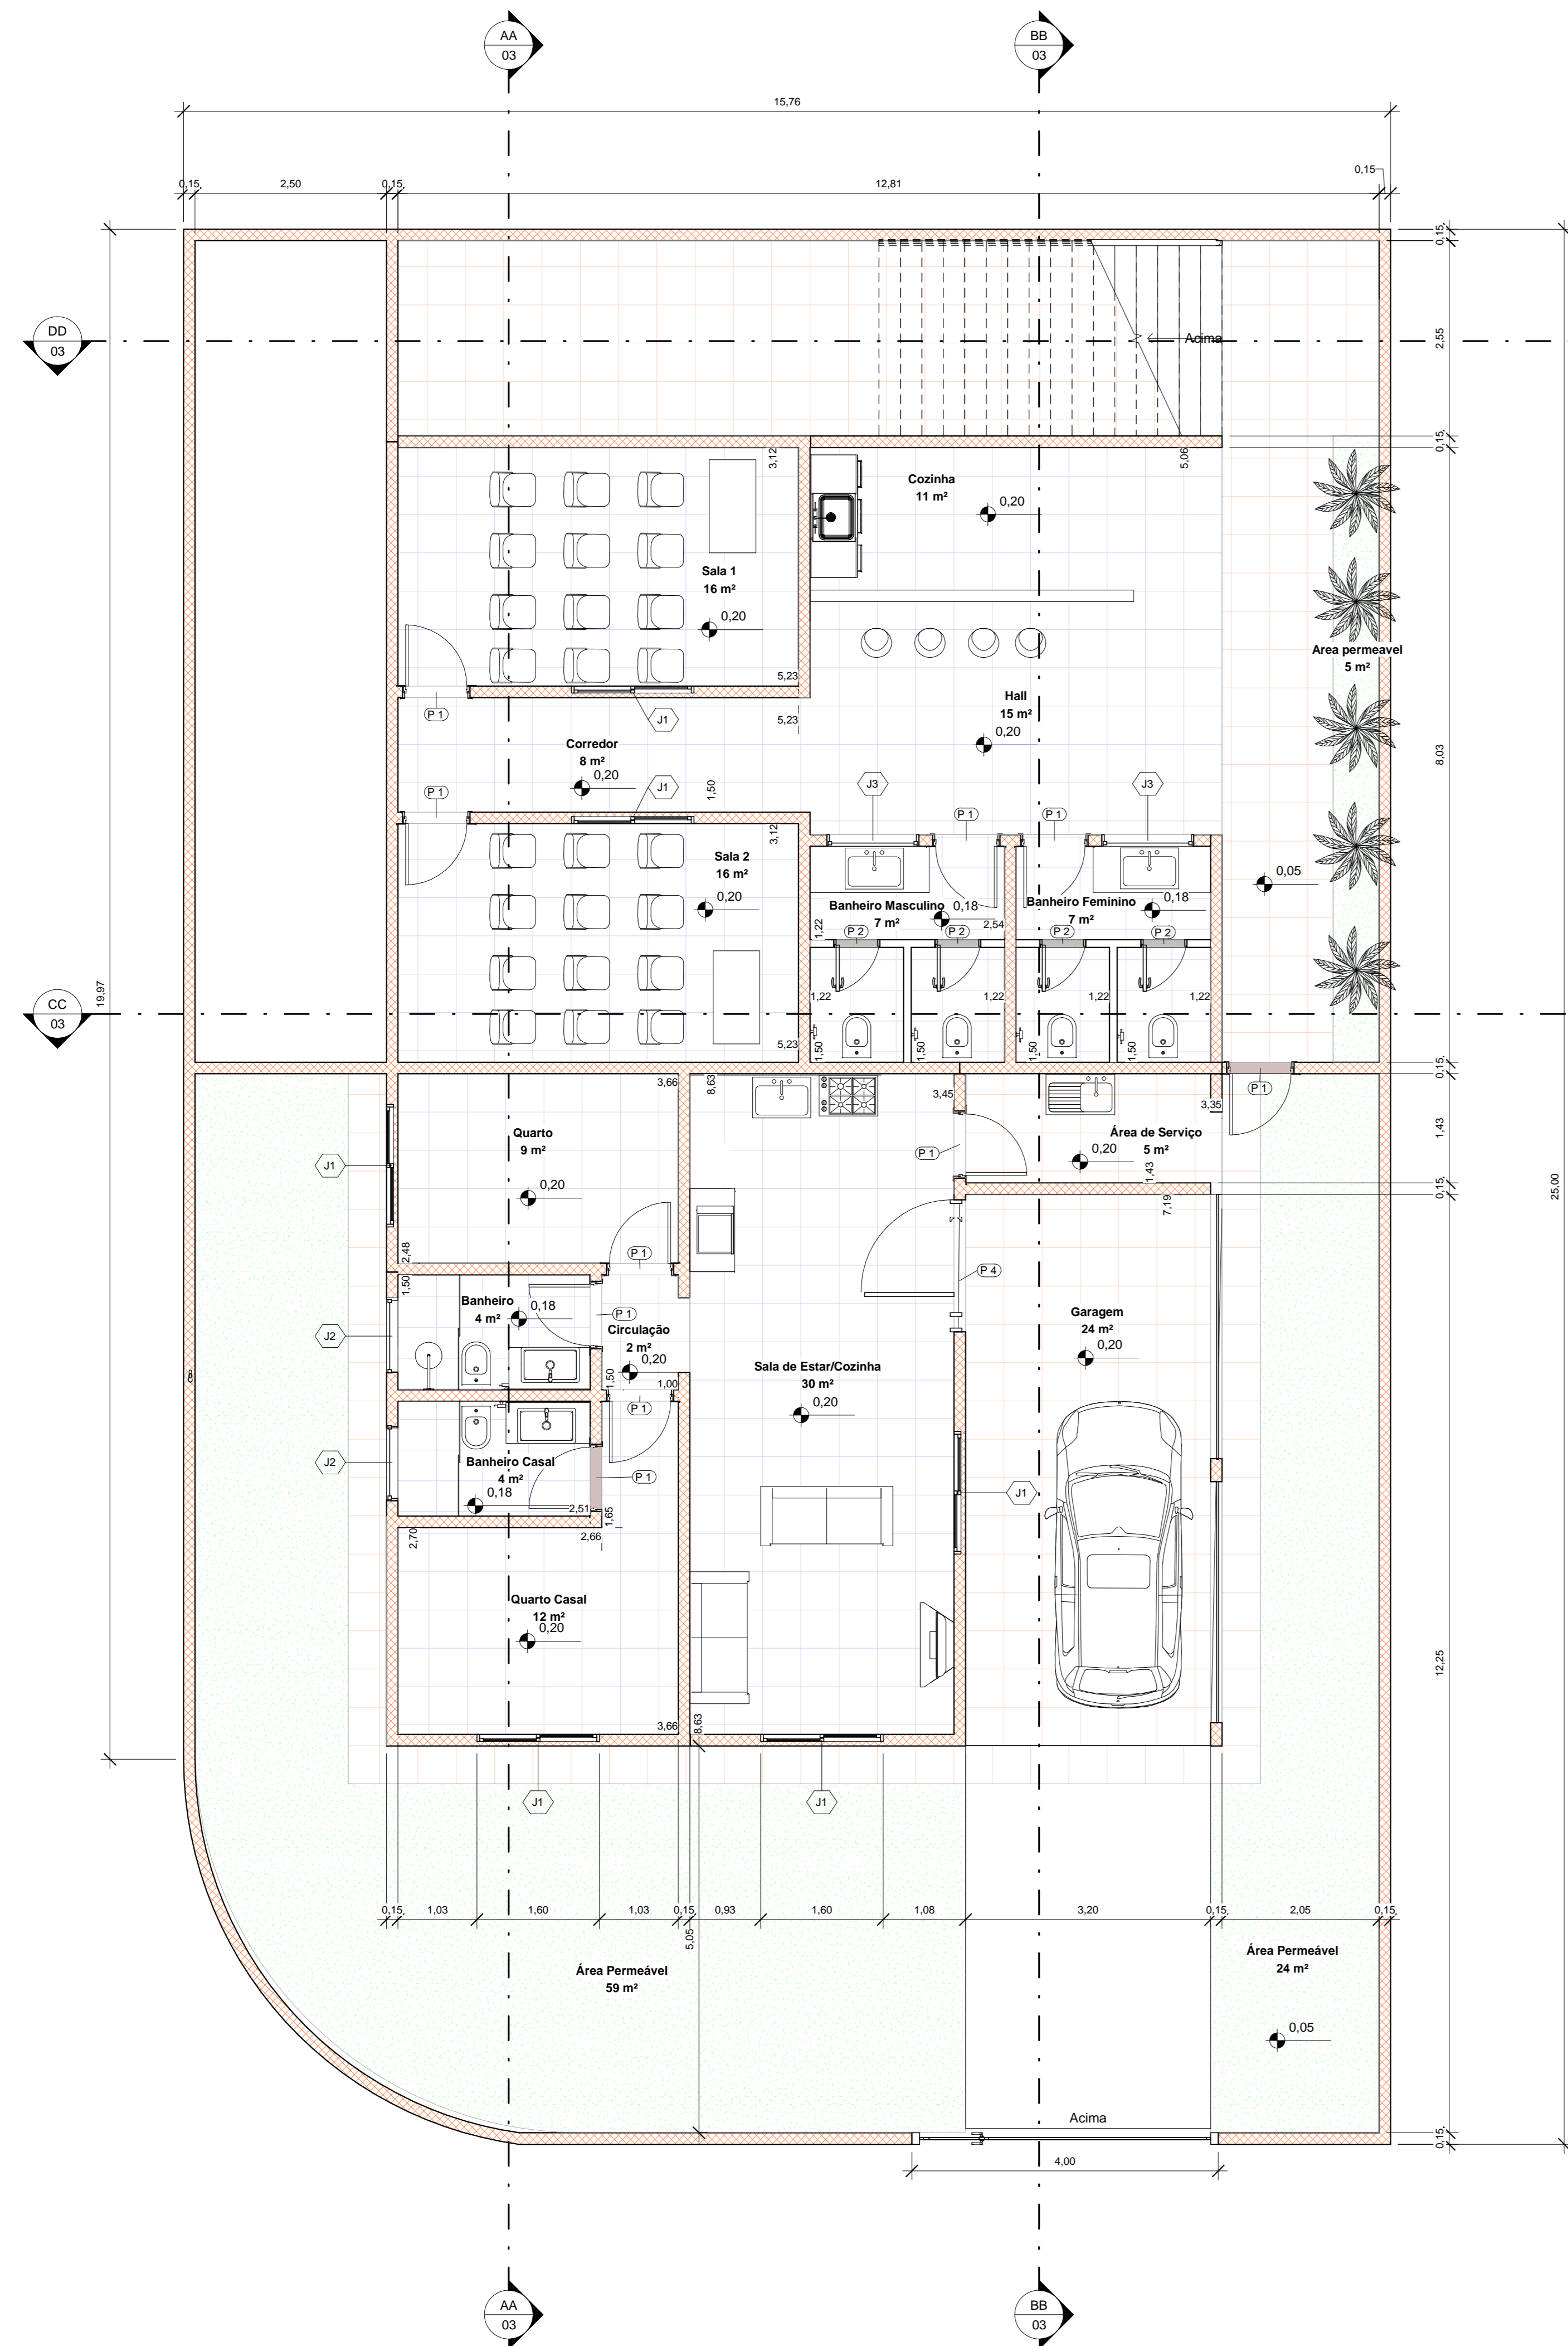 AA
03
BB
03
15,76
0,15
0,15
2,50
0,15
12,81
0,15
DD
03
Acima
2,55
0,15
3,12
5,06
Cozinha
11 m²
0,20
Sala 1
16 m²
0,20
Area permeavel
5 m²
5,23
P 1
J1
5,23
Hall
15 m²
0,20
Corredor
8 m²
0,20
8,03
P 1
J1
1,50
J3
P 1
P 1
J3
3,12
Sala 2
16 m²
0,20
0,05
Banheiro Masculino
7 m²
0,18
Banheiro Feminino
7 m²
0,18
1,22
2,54
P 2
P 2
P 2
P 2
19,97
CC
03
1,22
1,22
1,22
1,22
5,23
1,50
1,50
1,50
1,50
0,15
3,66
8,63
3,45
P 1
3,35
1,43
Quarto
9 m²
0,20
J1
P 1
Área de Serviço
5 m²
0,20
1,43
0,15
25,00
7,19
2,48
P 1
P 4
1,50
Banheiro
4 m²
0,18
P 1
J2
Circulação
2 m²
0,20
Garagem
24 m²
0,20
Sala de Estar/Cozinha
30 m²
0,20
1,50
1,00
P 1
J2
Banheiro Casal
4 m²
0,18
P 1
J1
2,51
1,65
2,70
2,66
Quarto Casal
12 m²
0,20
12,25
3,66
8,63
J1
J1
0,15
1,03
1,60
1,03
0,15
0,93
1,60
1,08
3,20
0,15
2,05
0,15
5,05
Área Permeável
59 m²
Área Permeável
24 m²
0,05
Acima
0,15
4,00
AA
03
BB
03